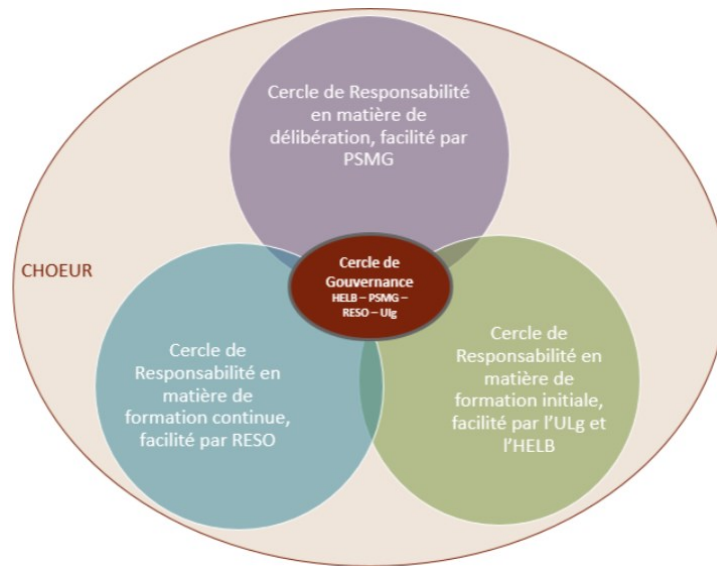 Cercle de Responsabilité
en matière de
délibération, facilité par
PSMG
CHOEUR
Cercle de
Gouvernance
HELB – PSMG –
RESO – Ulg
Cercle de
Responsabilité en
matière de
formation continue,
facilité par RESO
Cercle de
Responsabilité en
matière de
formation initiale,
facilité par l’ULg et
l’HELB